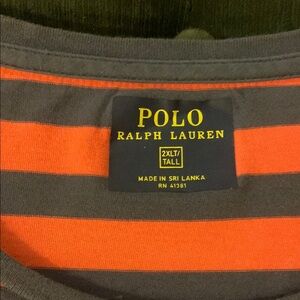 POLO
RALPH LAUREN
2XLT/
TALL
MADE IN SRI LANKA
RN 41381